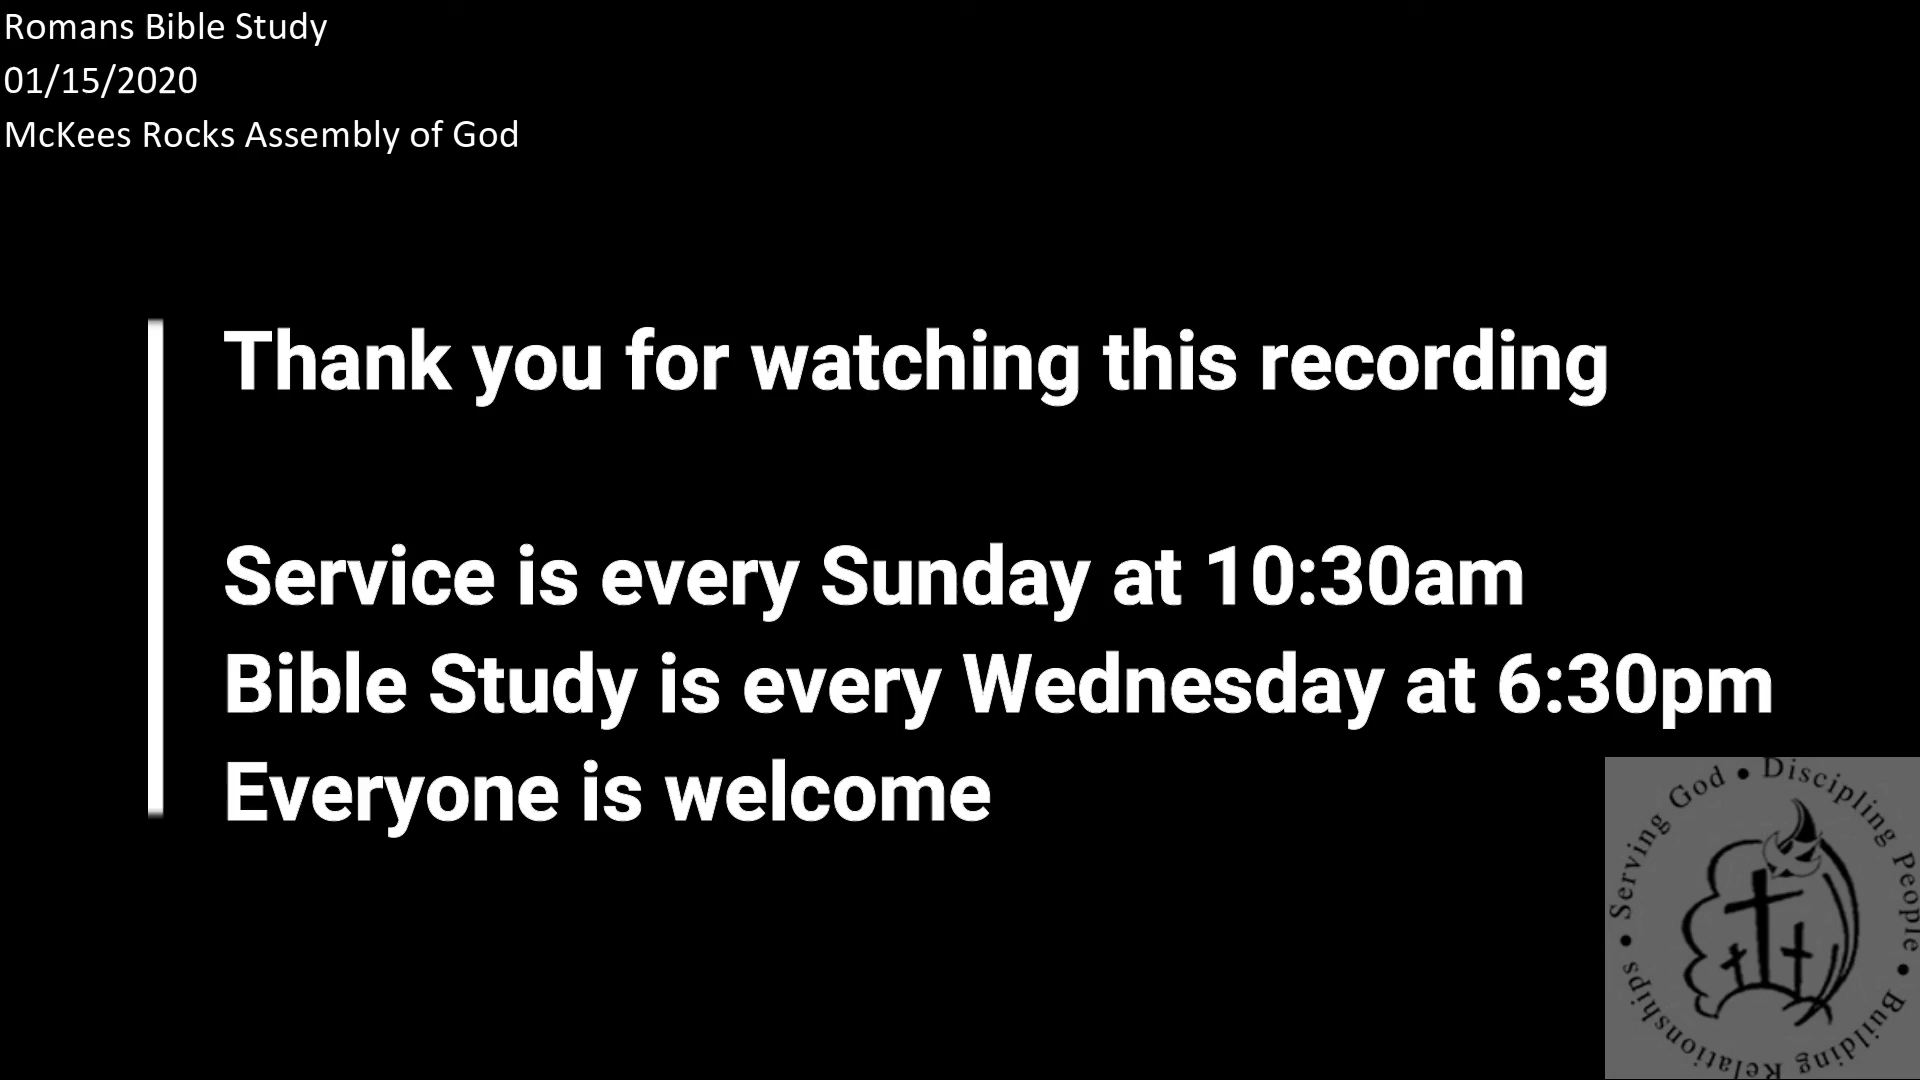 Romans Bible Study
01/15/2020
McKees Rocks Assembly of God
Thank you for watching this recording
Service is every Sunday at 10:30am
Bible Study is every Wednesday at 6:30pm
Everyone is welcome
Serving God • Discipling People • Building Relationships •